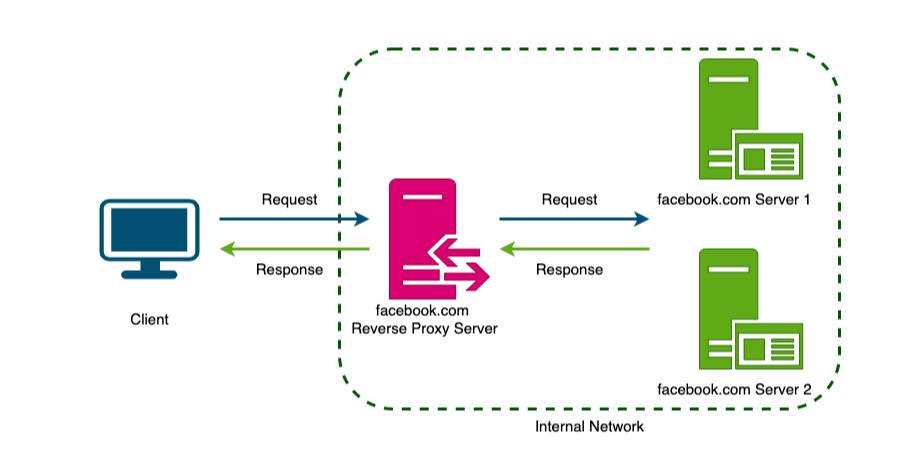 Request
Response
Client
facebook.com
Reverse Proxy Server
Request
Response
facebook.com Server 1
facebook.com Server 2
Internal Network